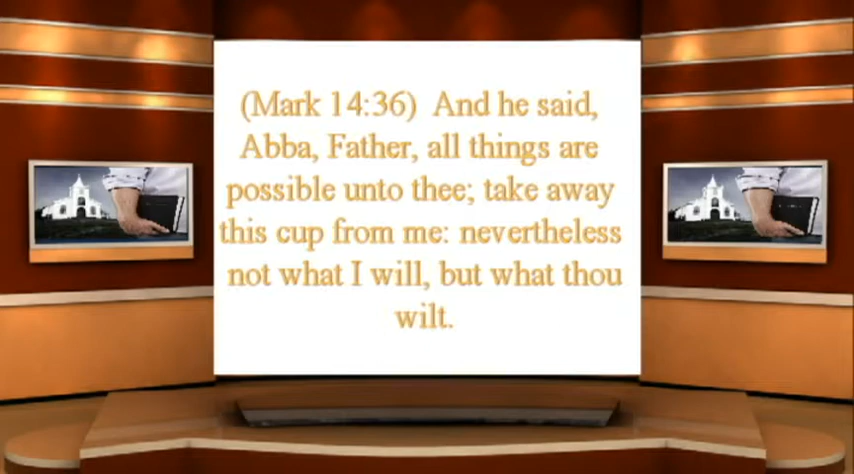 (Mark 14:36)  And he said,
Abba, Father, all things are
possible unto thee; take away
this cup from me: nevertheless
not what I will, but what thou
wilt.